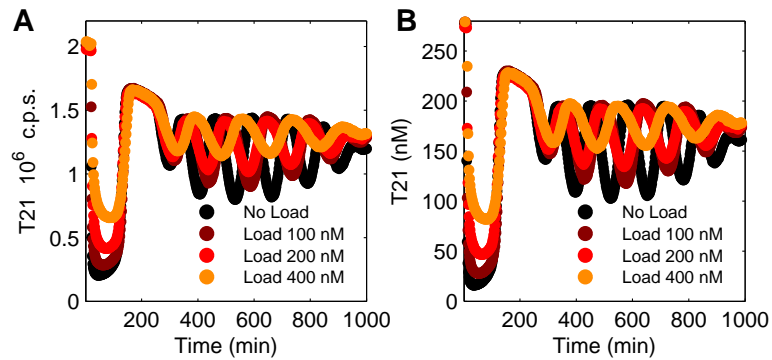 A
T21 10^6 c.p.s.
2
1.5
1
0.5
0
200 400 600 800 1000
Time (min)
No Load
Load 100 nM
Load 200 nM
Load 400 nM
B
T21 (nM)
250
200
150
100
50
0
200 400 600 800 1000
Time (min)
No Load
Load 100 nM
Load 200 nM
Load 400 nM